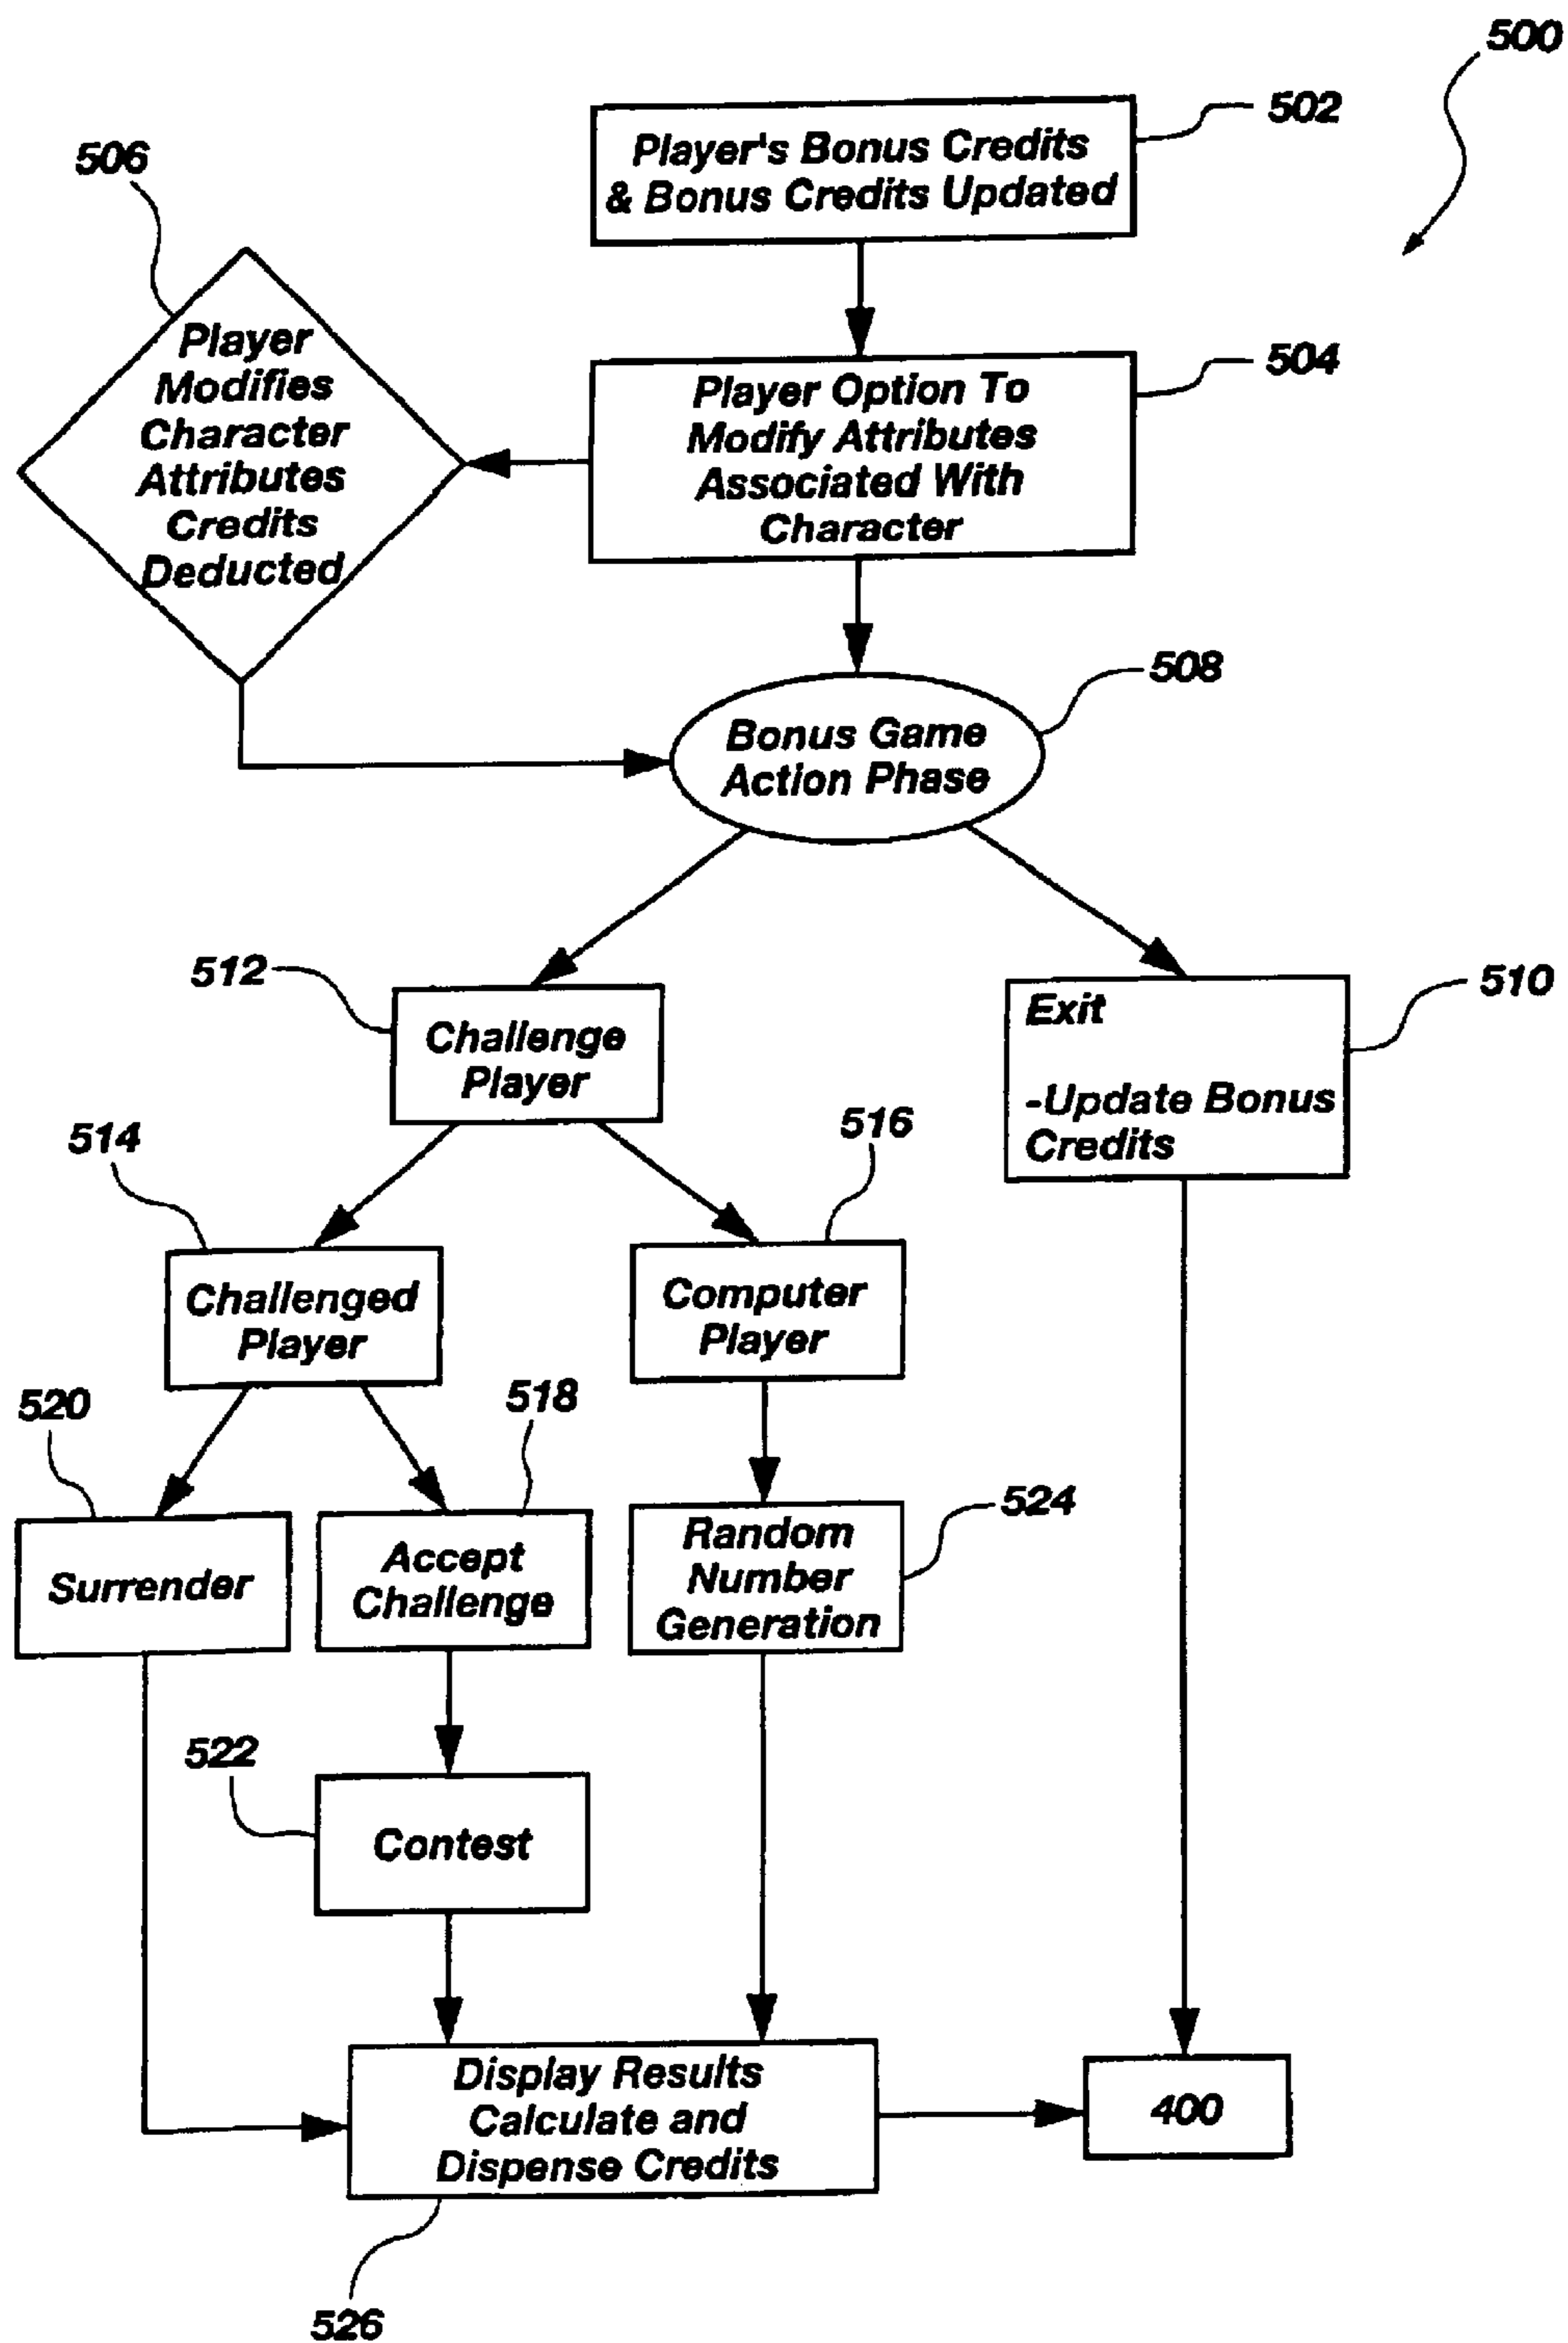 500
502
Player's Bonus Credits
& Bonus Credits Updated
506
Player
Modifies
Character
Attributes
Credits
Deducted
504
Player Option To
Modify Attributes
Associated With
Character
508
Bonus Game
Action Phase
512
Challenge
Player
510
Exit
-Update Bonus
Credits
514
Challenged
Player
516
Computer
Player
520
Surrender
518
Accept
Challenge
524
Random
Number
Generation
522
Contest
Display Results
Calculate and
Dispense Credits
400
526